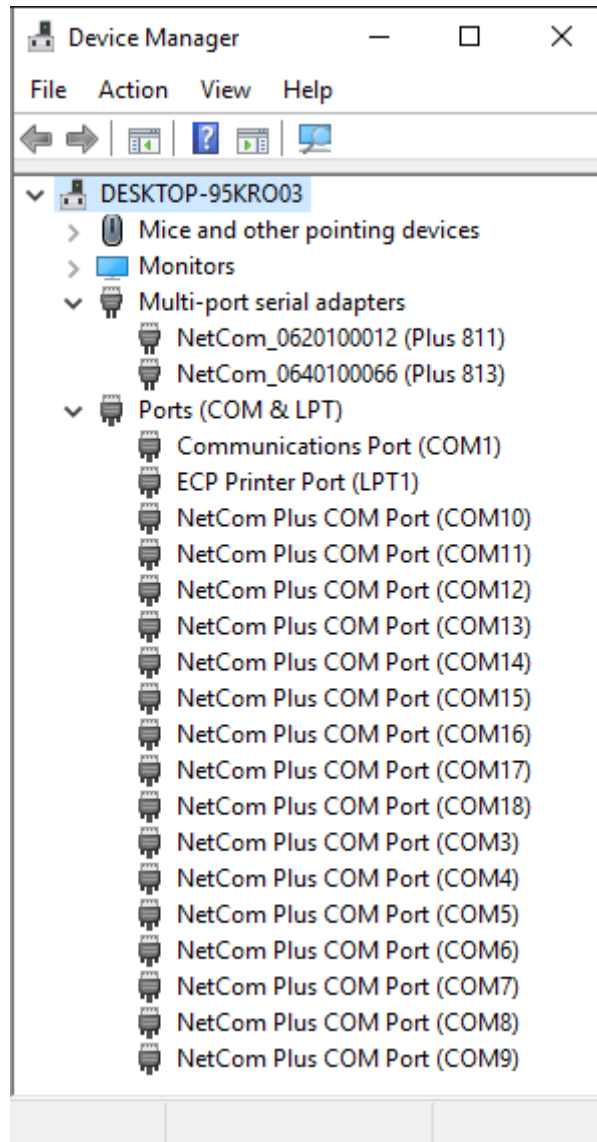 Device Manager
File Action View Help
DESKTOP-95KRO03
Mice and other pointing devices
Monitors
Multi-port serial adapters
NetCom_0620100012 (Plus 811)
NetCom_0640100066 (Plus 813)
Ports (COM & LPT)
Communications Port (COM1)
ECP Printer Port (LPT1)
NetCom Plus COM Port (COM10)
NetCom Plus COM Port (COM11)
NetCom Plus COM Port (COM12)
NetCom Plus COM Port (COM13)
NetCom Plus COM Port (COM14)
NetCom Plus COM Port (COM15)
NetCom Plus COM Port (COM16)
NetCom Plus COM Port (COM17)
NetCom Plus COM Port (COM18)
NetCom Plus COM Port (COM3)
NetCom Plus COM Port (COM4)
NetCom Plus COM Port (COM5)
NetCom Plus COM Port (COM6)
NetCom Plus COM Port (COM7)
NetCom Plus COM Port (COM8)
NetCom Plus COM Port (COM9)